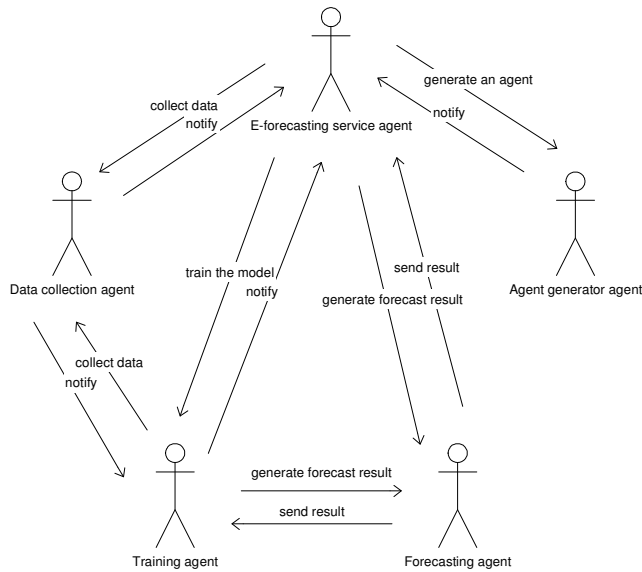 generate an agent
collect data
notify
notify
E-forecasting service agent
train the model
notify
send result
generate forecast result
Data collection agent
Agent generator agent
collect data
notify
generate forecast result
send result
Training agent
Forecasting agent